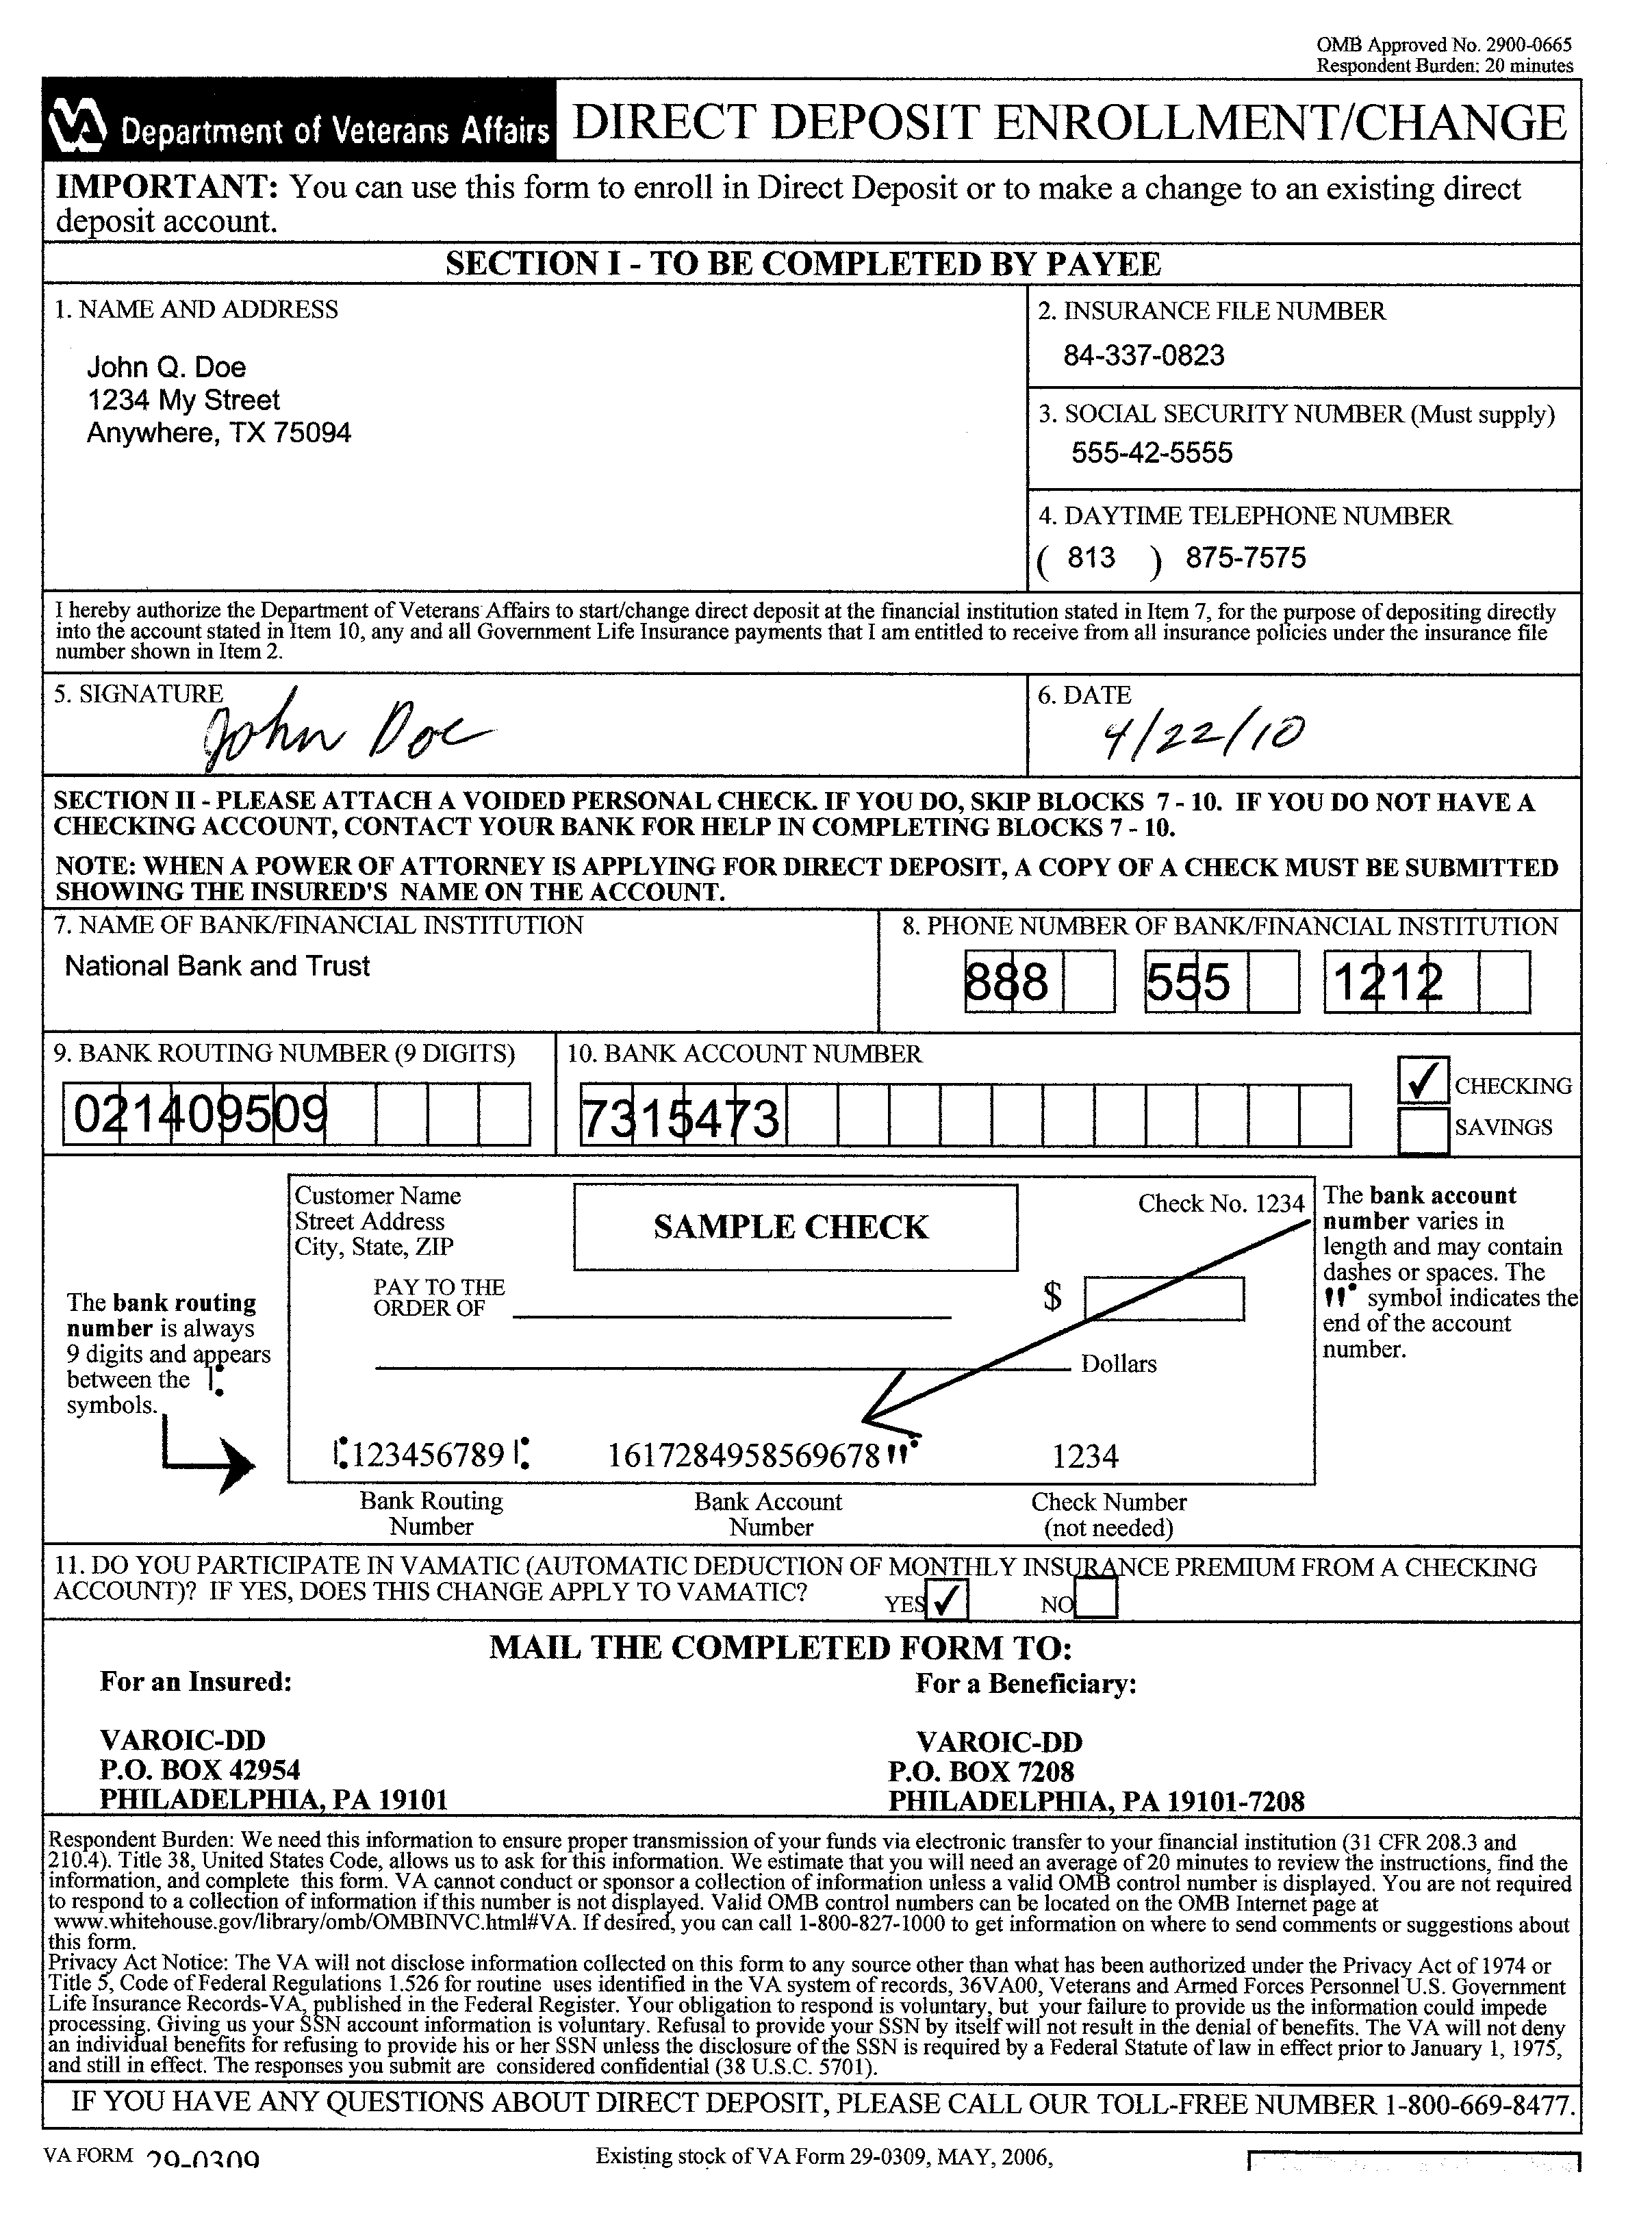 OMB Approved No. 2900-0665
Respondent Burden: 20 minutes
VA Department of Veterans Affairs
DIRECT DEPOSIT ENROLLMENT/CHANGE
IMPORTANT: You can use this form to enroll in Direct Deposit or to make a change to an existing direct
deposit account.
SECTION I - TO BE COMPLETED BY PAYEE
1. NAME AND ADDRESS
John Q. Doe
1234 My Street
Anywhere, TX 75094
2. INSURANCE FILE NUMBER
84-337-0823
3. SOCIAL SECURITY NUMBER (Must supply)
555-42-5555
4. DAYTIME TELEPHONE NUMBER
( 813 ) 875-7575
I hereby authorize the Department of Veterans Affairs to start/change direct deposit at the financial institution stated in Item 7, for the purpose of depositing directly
into the account stated in Item 10, any and all Government Life Insurance payments that I am entitled to receive from all insurance policies under the insurance file
number shown in Item 2.
5. SIGNATURE
John Doe
6. DATE
4/22/10
SECTION II - PLEASE ATTACH A VOIDED PERSONAL CHECK. IF YOU DO, SKIP BLOCKS 7 - 10. IF YOU DO NOT HAVE A
CHECKING ACCOUNT, CONTACT YOUR BANK FOR HELP IN COMPLETING BLOCKS 7 - 10.
NOTE: WHEN A POWER OF ATTORNEY IS APPLYING FOR DIRECT DEPOSIT, A COPY OF A CHECK MUST BE SUBMITTED
SHOWING THE INSURED'S NAME ON THE ACCOUNT.
7. NAME OF BANK/FINANCIAL INSTITUTION
National Bank and Trust
8. PHONE NUMBER OF BANK/FINANCIAL INSTITUTION
888 555 1212
9. BANK ROUTING NUMBER (9 DIGITS)
021409509
10. BANK ACCOUNT NUMBER
7315473
✓ CHECKING
SAVINGS
The bank routing
number is always
9 digits and appears
between the ⑆
symbols.
Customer Name
Street Address
City, State, ZIP
SAMPLE CHECK
Check No. 1234
PAY TO THE
ORDER OF
$
Dollars
⑆123456789⑆ 1617284958569678⑈ 1234
Bank Routing
Number
Bank Account
Number
Check Number
(not needed)
The bank account
number varies in
length and may contain
dashes or spaces. The
⑈ symbol indicates the
end of the account
number.
11. DO YOU PARTICIPATE IN VAMATIC (AUTOMATIC DEDUCTION OF MONTHLY INSURANCE PREMIUM FROM A CHECKING
ACCOUNT)? IF YES, DOES THIS CHANGE APPLY TO VAMATIC? YES ✓ NO
MAIL THE COMPLETED FORM TO:
For an Insured:
VAROIC-DD
P.O. BOX 42954
PHILADELPHIA, PA 19101
For a Beneficiary:
VAROIC-DD
P.O. BOX 7208
PHILADELPHIA, PA 19101-7208
Respondent Burden: We need this information to ensure proper transmission of your funds via electronic transfer to your financial institution (31 CFR 208.3 and
210.4). Title 38, United States Code, allows us to ask for this information. We estimate that you will need an average of 20 minutes to review the instructions, find the
information, and complete this form. VA cannot conduct or sponsor a collection of information unless a valid OMB control number is displayed. You are not required
to respond to a collection of information if this number is not displayed. Valid OMB control numbers can be located on the OMB Internet page at
www.whitehouse.gov/library/omb/OMBINVC.html#VA. If desired, you can call 1-800-827-1000 to get information on where to send comments or suggestions about
this form.
Privacy Act Notice: The VA will not disclose information collected on this form to any source other than what has been authorized under the Privacy Act of 1974 or
Title 5, Code of Federal Regulations 1.526 for routine uses identified in the VA system of records, 36VA00, Veterans and Armed Forces Personnel U.S. Government
Life Insurance Records-VA, published in the Federal Register. Your obligation to respond is voluntary, but your failure to provide us the information could impede
processing. Giving us your SSN account information is voluntary. Refusal to provide your SSN by itself will not result in the denial of benefits. The VA will not deny
an individual benefits for refusing to provide his or her SSN unless the disclosure of the SSN is required by a Federal Statute of law in effect prior to January 1, 1975,
and still in effect. The responses you submit are considered confidential (38 U.S.C. 5701).
IF YOU HAVE ANY QUESTIONS ABOUT DIRECT DEPOSIT, PLEASE CALL OUR TOLL-FREE NUMBER 1-800-669-8477.
VA FORM 29-0309
Existing stock of VA Form 29-0309, MAY, 2006,